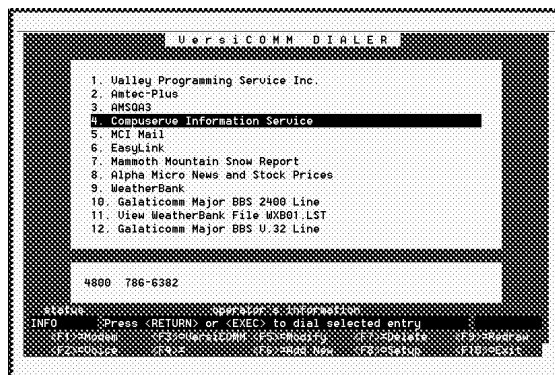 VersiCOMM DIALER
1. Valley Programming Service Inc.
2. Amtec-Plus
3. AMSQA3
4. Compuserve Information Service
5. MCI Mail
6. EasyLink
7. Mammoth Mountain Snow Report
8. Alpha Micro News and Stock Prices
9. WeatherBank
10. Galaticomm Major BBS 2400 Line
11. View WeatherBank File WXB01.LST
12. Galaticomm Major BBS V.32 Line
4800 786-6382
status operator's information
INFO Press <RETURN> or <EXEC> to dial selected entry
<F1>=Modem <F3>=VersiCOMM <F5>=Modify <F7>=Delete <F9>=Redraw
<F2>=Voice <F6>=Add New <F8>=Setup <F10>=Exit